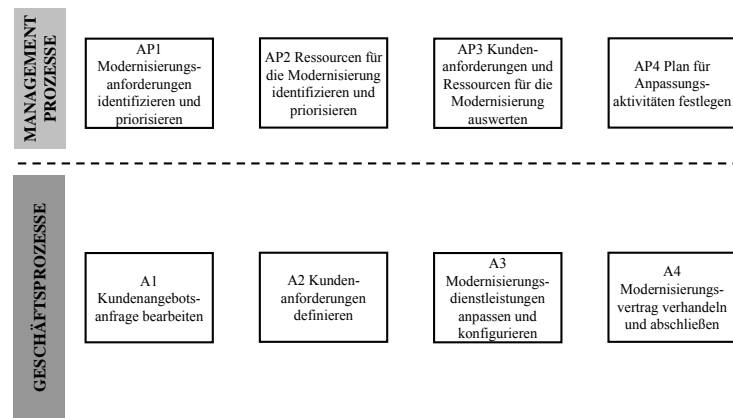 MANAGEMENT
PROZESSE
AP1
Modernisierungs-
anforderungen
identifizieren und
priorisieren
AP2 Ressourcen für
die Modernisierung
identifizieren und
priorisieren
AP3 Kunden-
anforderungen und
Ressourcen für die
Modernisierung
auswerten
AP4 Plan für
Anpassungs-
aktivitäten festlegen
GESCHÄFTSPROZESSE
A1
Kundenangebots-
anfrage bearbeiten
A2 Kunden-
anforderungen
definieren
A3
Modernisierungs-
dienstleistungen
anpassen und
konfigurieren
A4
Modernisierungs-
vertrag verhandeln
und abschließen